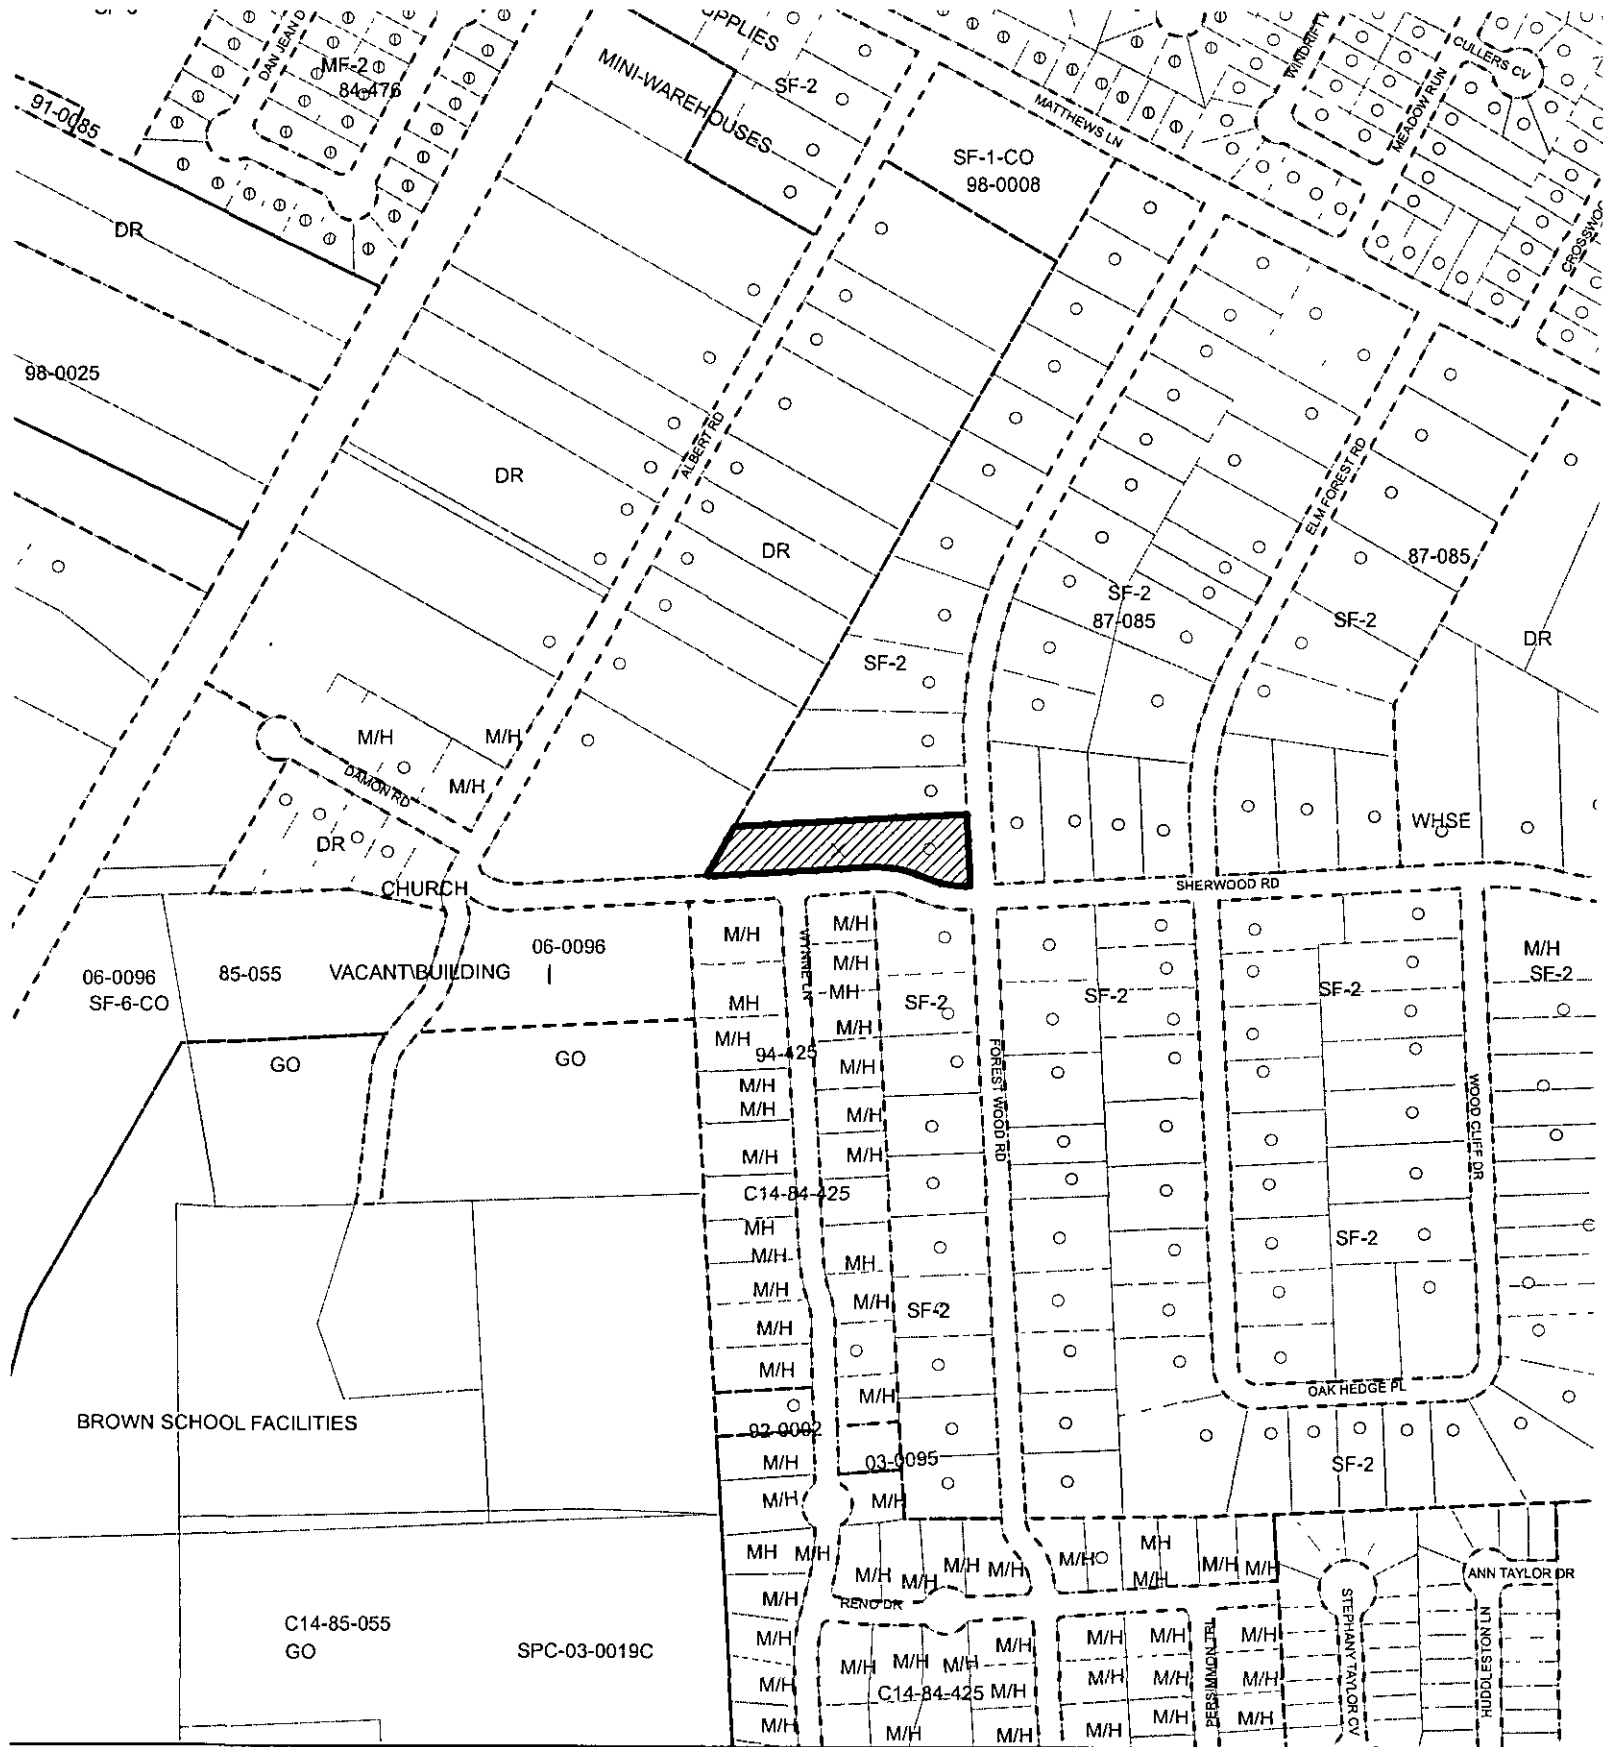 DAN JEAN D
MF-2
84-476
91-0085
UPPLIES
MINI-WAREHOUSES
SF-2
MATTHEWS LN
MEADOW RUN
CULLERS CV
SF-1-CO
98-0008
DR
98-0025
ALBERT RD
DR
DR
ELM FOREST RD
87-085
SF-2
87-085
SF-2
DR
SF-2
M/H
M/H
M/H
DAMON RD
DR
CHURCH
WHSE
SHERWOOD RD
06-0096
SF-6-CO
85-055
VACANT BUILDING
06-0096
GO
GO
WYNNE LN
M/H
M/H
M/H
MH
MH
M/H
M/H
94-425
M/H
M/H
M/H
M/H
M/H
M/H
C14-84-425
MH
M/H
MH
M/H
M/H
M/H
M/H
M/H
SF-2
SF-2
SF-2
M/H
SF-2
FOREST WOOD RD
WOOD CLIFF DR
SF-2
SF-2
OAK HEDGE PL
SF-2
BROWN SCHOOL FACILITIES
92-0002
03-0095
M/H
M/H
M/H
MH
M/H
M/H
M/H
M/H
M/H
M/H
M/H
MH
M/H
M/H
M/H
RENO DR
M/H
ANN TAYLOR DR
STEPHANY TAYLOR CV
HUDDLESTON LN
PERSIMMON TRL
C14-85-055
GO
SPC-03-0019C
M/H
M/H
M/H
M/H
M/H
M/H
M/H
M/H
M/H
M/H
M/H
M/H
M/H
C14-84-425
M/H
M/H
M/H
M/H
M/H
M/H
M/H